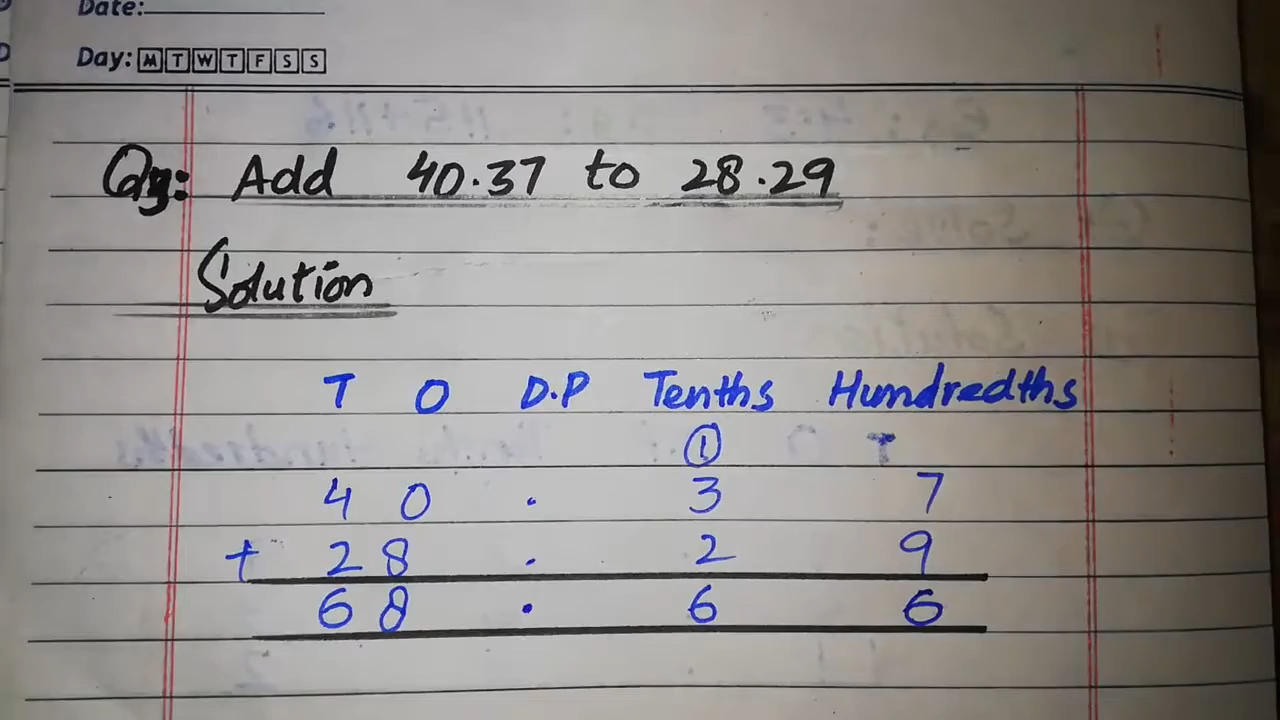 Date:
Day: M T W T F S S
Add 40.37 to 28.29
Solution
T O D.P Tenths Hundredths
1 T
4 0 . 3 7
+ 2 8 . 2 9
6 8 . 6 6